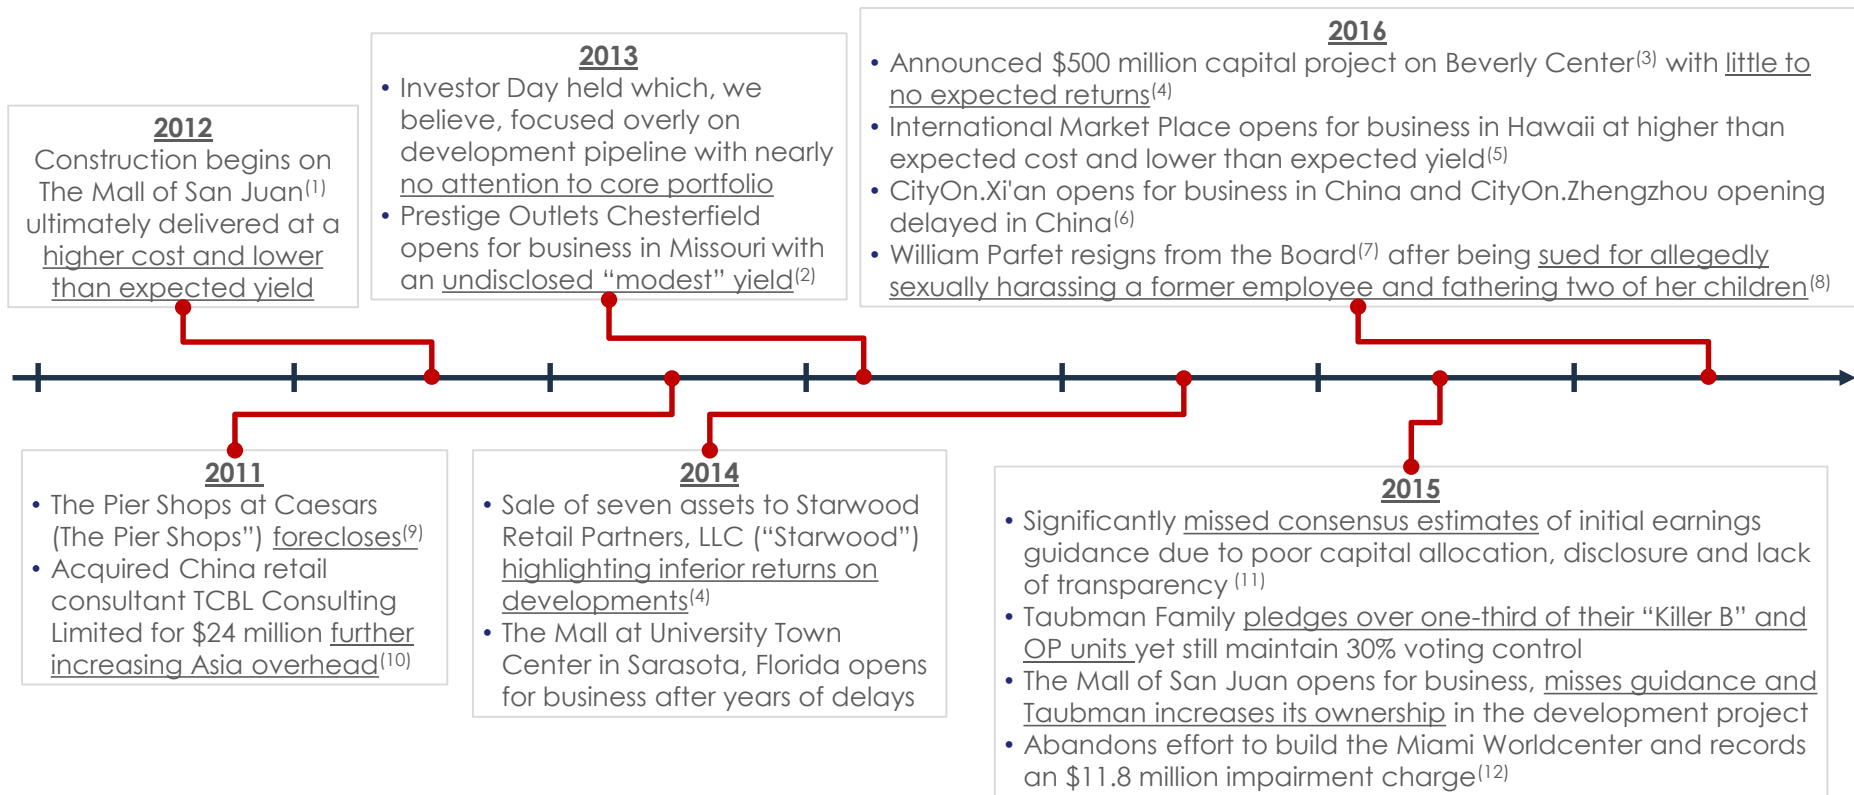 2012
Construction begins on
The Mall of San Juan(1)
ultimately delivered at a
higher cost and lower
than expected yield
2013
• Investor Day held which, we
believe, focused overly on
development pipeline with nearly
no attention to core portfolio
• Prestige Outlets Chesterfield
opens for business in Missouri with
an undisclosed “modest” yield(2)
2016
• Announced $500 million capital project on Beverly Center(3) with little to
no expected returns(4)
• International Market Place opens for business in Hawaii at higher than
expected cost and lower than expected yield(5)
• CityOn.Xi'an opens for business in China and CityOn.Zhengzhou opening
delayed in China(6)
• William Parfet resigns from the Board(7) after being sued for allegedly
sexually harassing a former employee and fathering two of her children(8)
2011
• The Pier Shops at Caesars
(The Pier Shops”) forecloses(9)
• Acquired China retail
consultant TCBL Consulting
Limited for $24 million further
increasing Asia overhead(10)
2014
• Sale of seven assets to Starwood
Retail Partners, LLC (“Starwood”)
highlighting inferior returns on
developments(4)
• The Mall at University Town
Center in Sarasota, Florida opens
for business after years of delays
2015
• Significantly missed consensus estimates of initial earnings
guidance due to poor capital allocation, disclosure and lack
of transparency (11)
• Taubman Family pledges over one-third of their “Killer B” and
OP units yet still maintain 30% voting control
• The Mall of San Juan opens for business, misses guidance and
Taubman increases its ownership in the development project
• Abandons effort to build the Miami Worldcenter and records
an $11.8 million impairment charge(12)